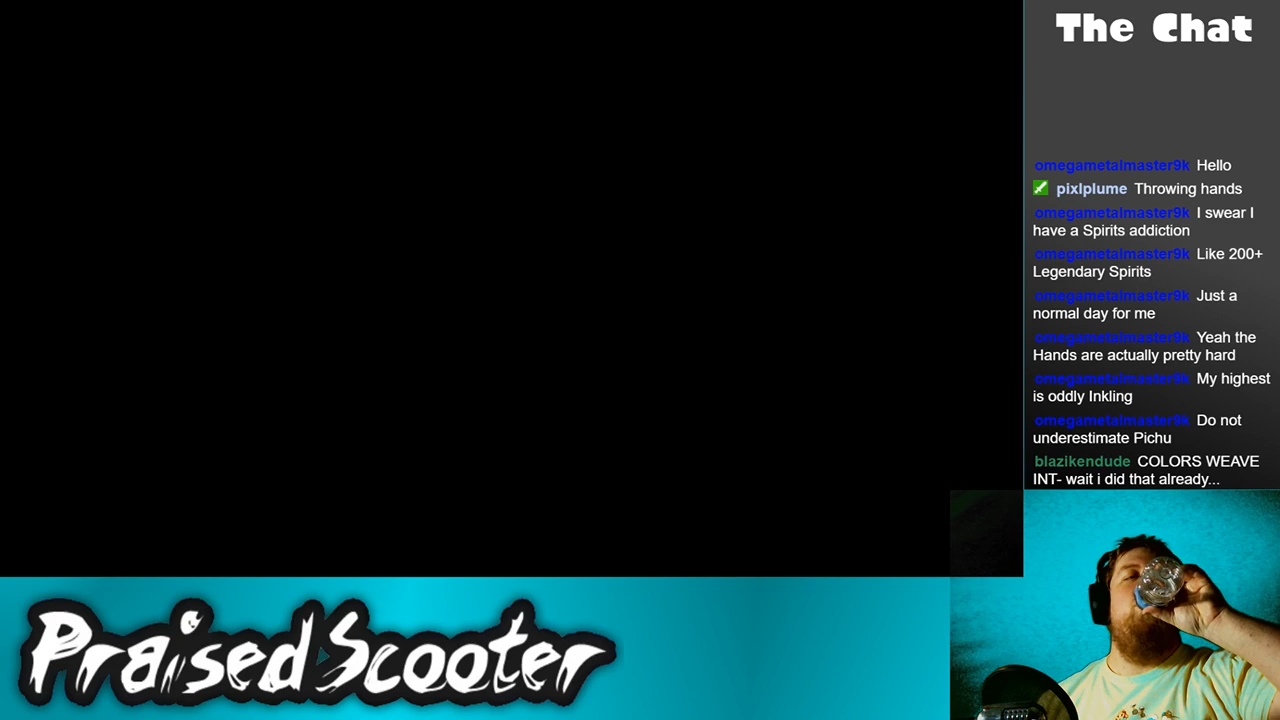 The Chat
omegametalmaster9k Hello
pixlplume Throwing hands
omegametalmaster9k I swear I
have a Spirits addiction
omegametalmaster9k Like 200+
Legendary Spirits
omegametalmaster9k Just a
normal day for me
omegametalmaster9k Yeah the
Hands are actually pretty hard
omegametalmaster9k My highest
is oddly Inkling
omegametalmaster9k Do not
underestimate Pichu
blazikendude COLORS WEAVE
INT- wait i did that already...
PraisedScooter